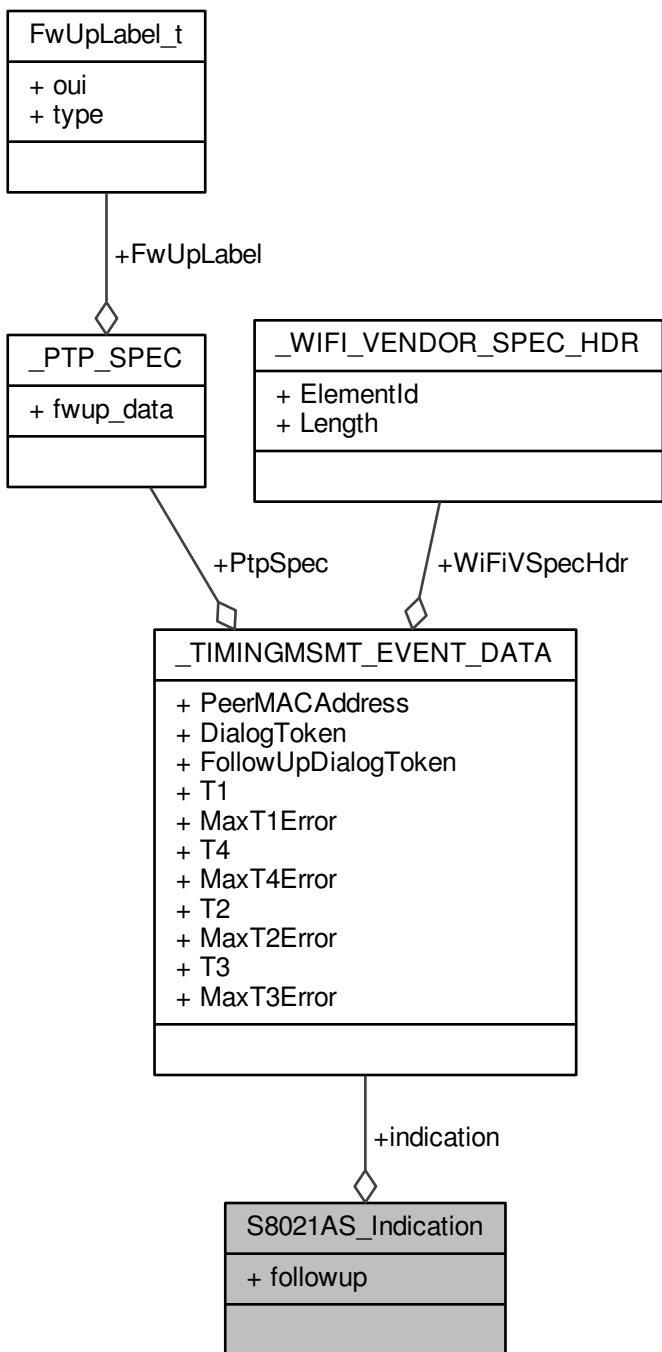 FwUpLabel_t
+ oui
+ type
+FwUpLabel
_PTP_SPEC
+ fwup_data
_WIFI_VENDOR_SPEC_HDR
+ ElementId
+ Length
+PtpSpec
+WiFiVSpecHdr
_TIMINGMSMT_EVENT_DATA
+ PeerMACAddress
+ DialogToken
+ FollowUpDialogToken
+ T1
+ MaxT1Error
+ T4
+ MaxT4Error
+ T2
+ MaxT2Error
+ T3
+ MaxT3Error
+indication
S8021AS_Indication
+ followup